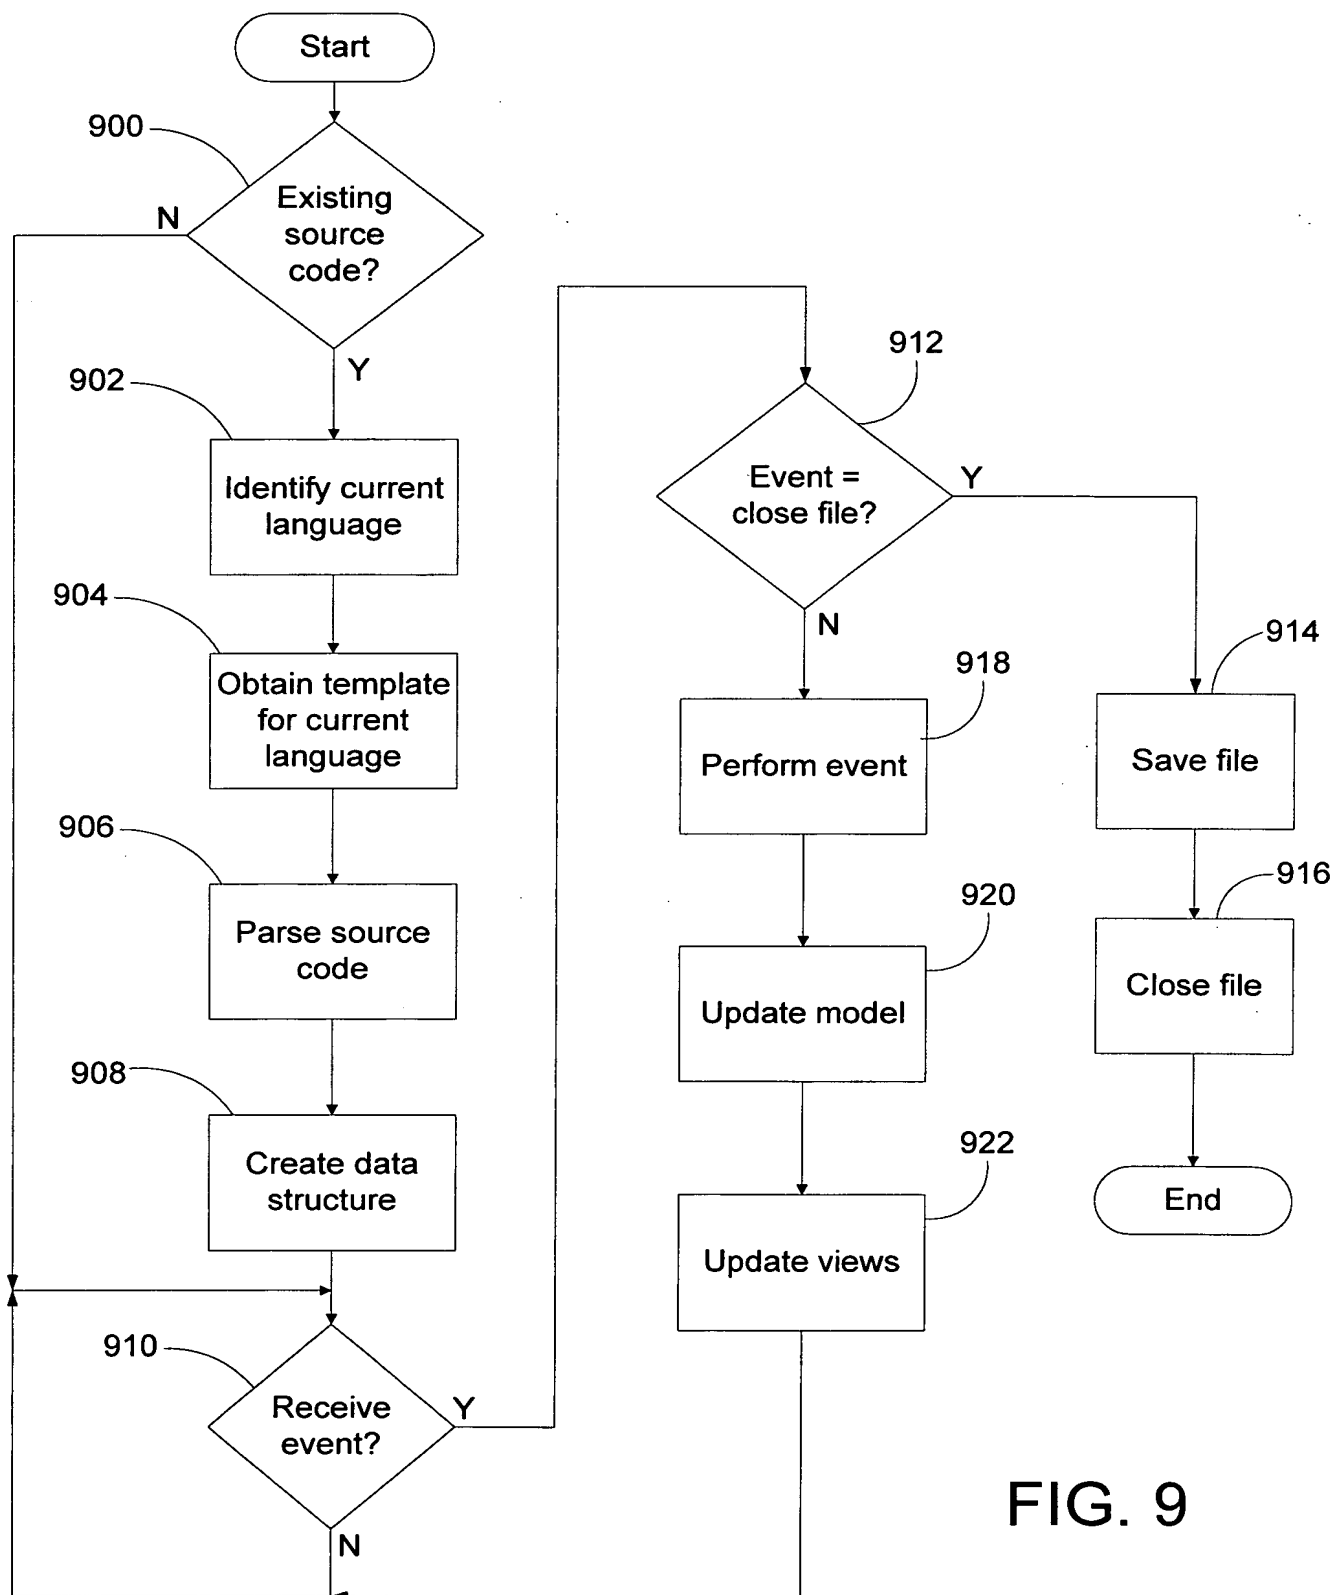 Start
900
Existing
source
code?
N
Y
902
Identify current
language
904
Obtain template
for current
language
906
Parse source
code
908
Create data
structure
910
Receive
event?
Y
N
912
Event =
close file?
Y
N
914
Save file
916
Close file
End
918
Perform event
920
Update model
922
Update views
FIG. 9